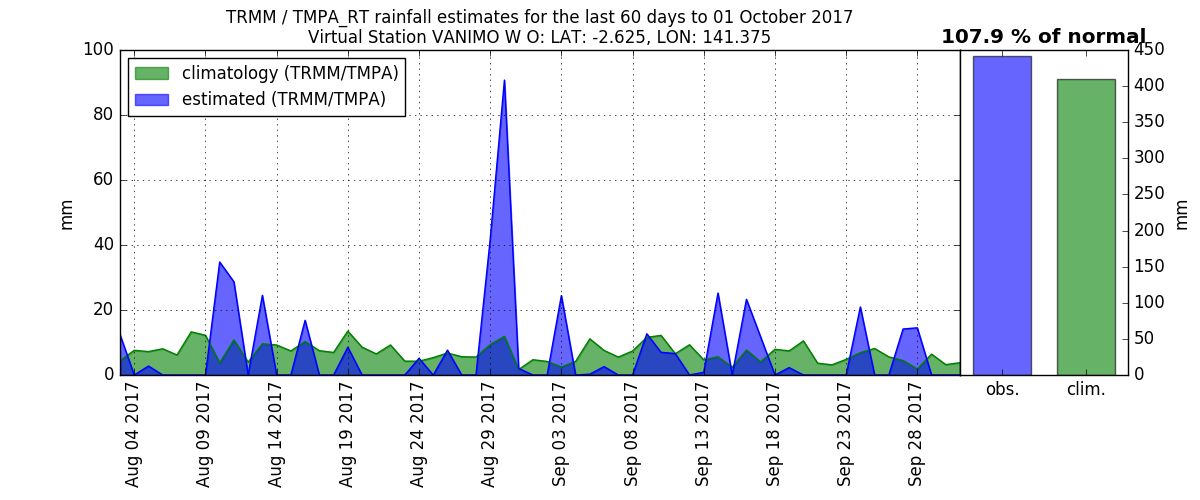 TRMM / TMPA_RT rainfall estimates for the last 60 days to 01 October 2017
Virtual Station VANIMO W O: LAT: -2.625, LON: 141.375
107.9 % of normal
climatology (TRMM/TMPA)
estimated (TRMM/TMPA)
mm
100
80
60
40
20
0
Aug 04 2017
Aug 09 2017
Aug 14 2017
Aug 19 2017
Aug 24 2017
Aug 29 2017
Sep 03 2017
Sep 08 2017
Sep 13 2017
Sep 18 2017
Sep 23 2017
Sep 28 2017
obs.
clim.
450
400
350
300
250
200
150
100
50
0
mm